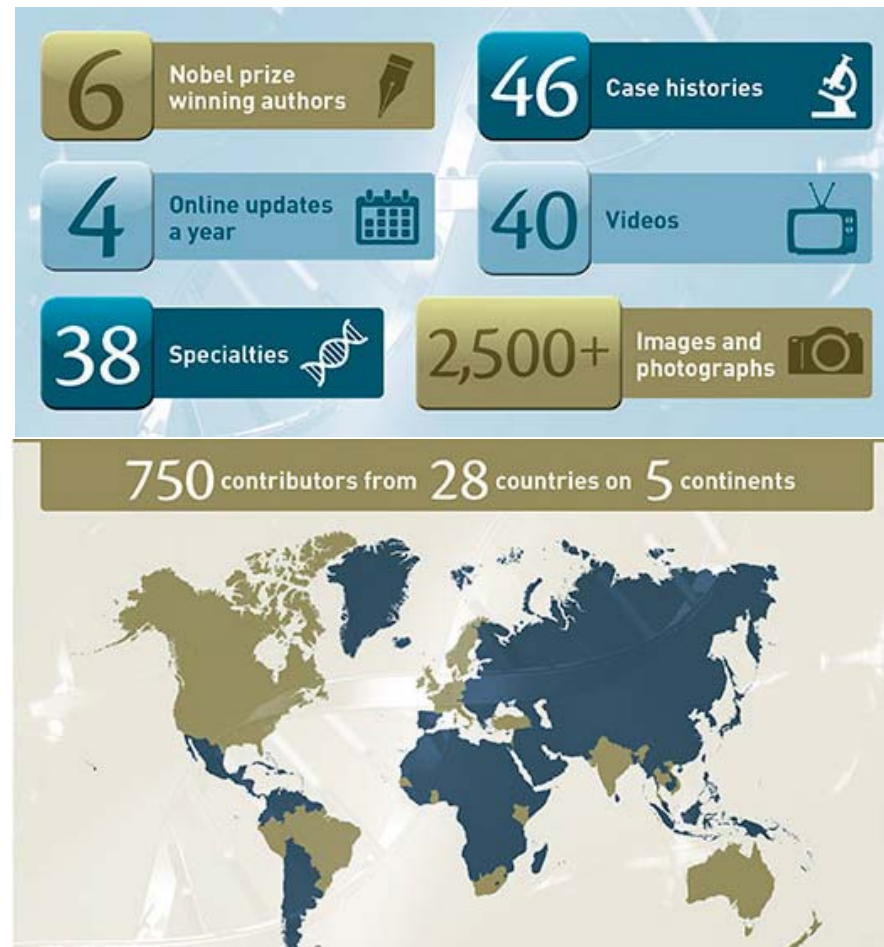 6 Nobel prize
winning authors
46 Case histories
4 Online updates
a year
40 Videos
38 Specialties
2,500+ Images and
photographs
750 contributors from 28 countries on 5 continents